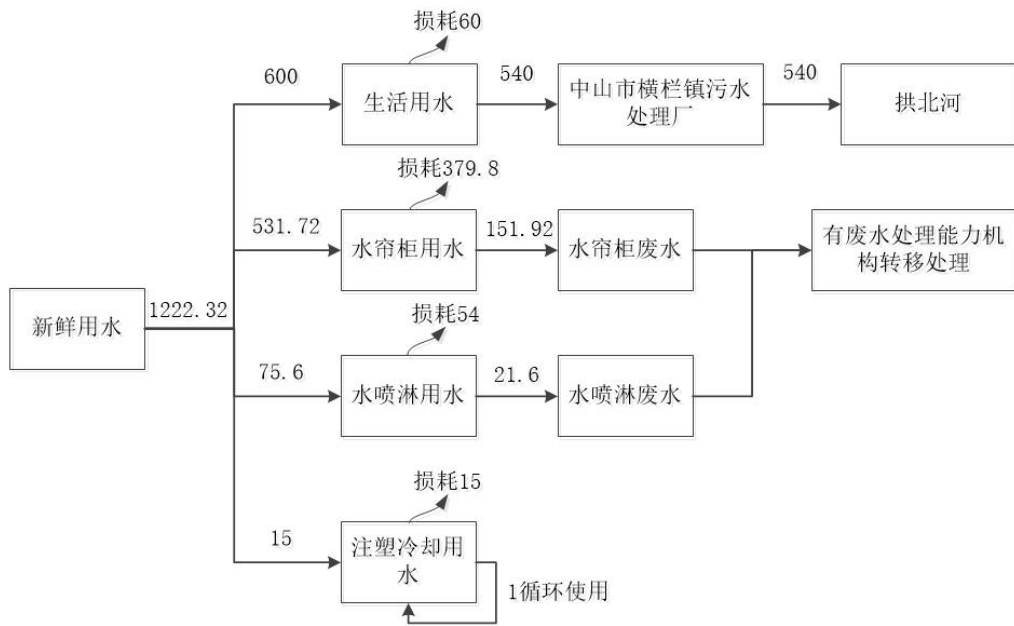 损耗60
600
生活用水
540
中山市横栏镇污水
处理厂
540
拱北河
损耗379.8
531.72
水帘柜用水
151.92
水帘柜废水
有废水处理能力机
构转移处理
新鲜用水
1222.32
损耗54
75.6
水喷淋用水
21.6
水喷淋废水
损耗15
15
注塑冷却用
水
1循环使用